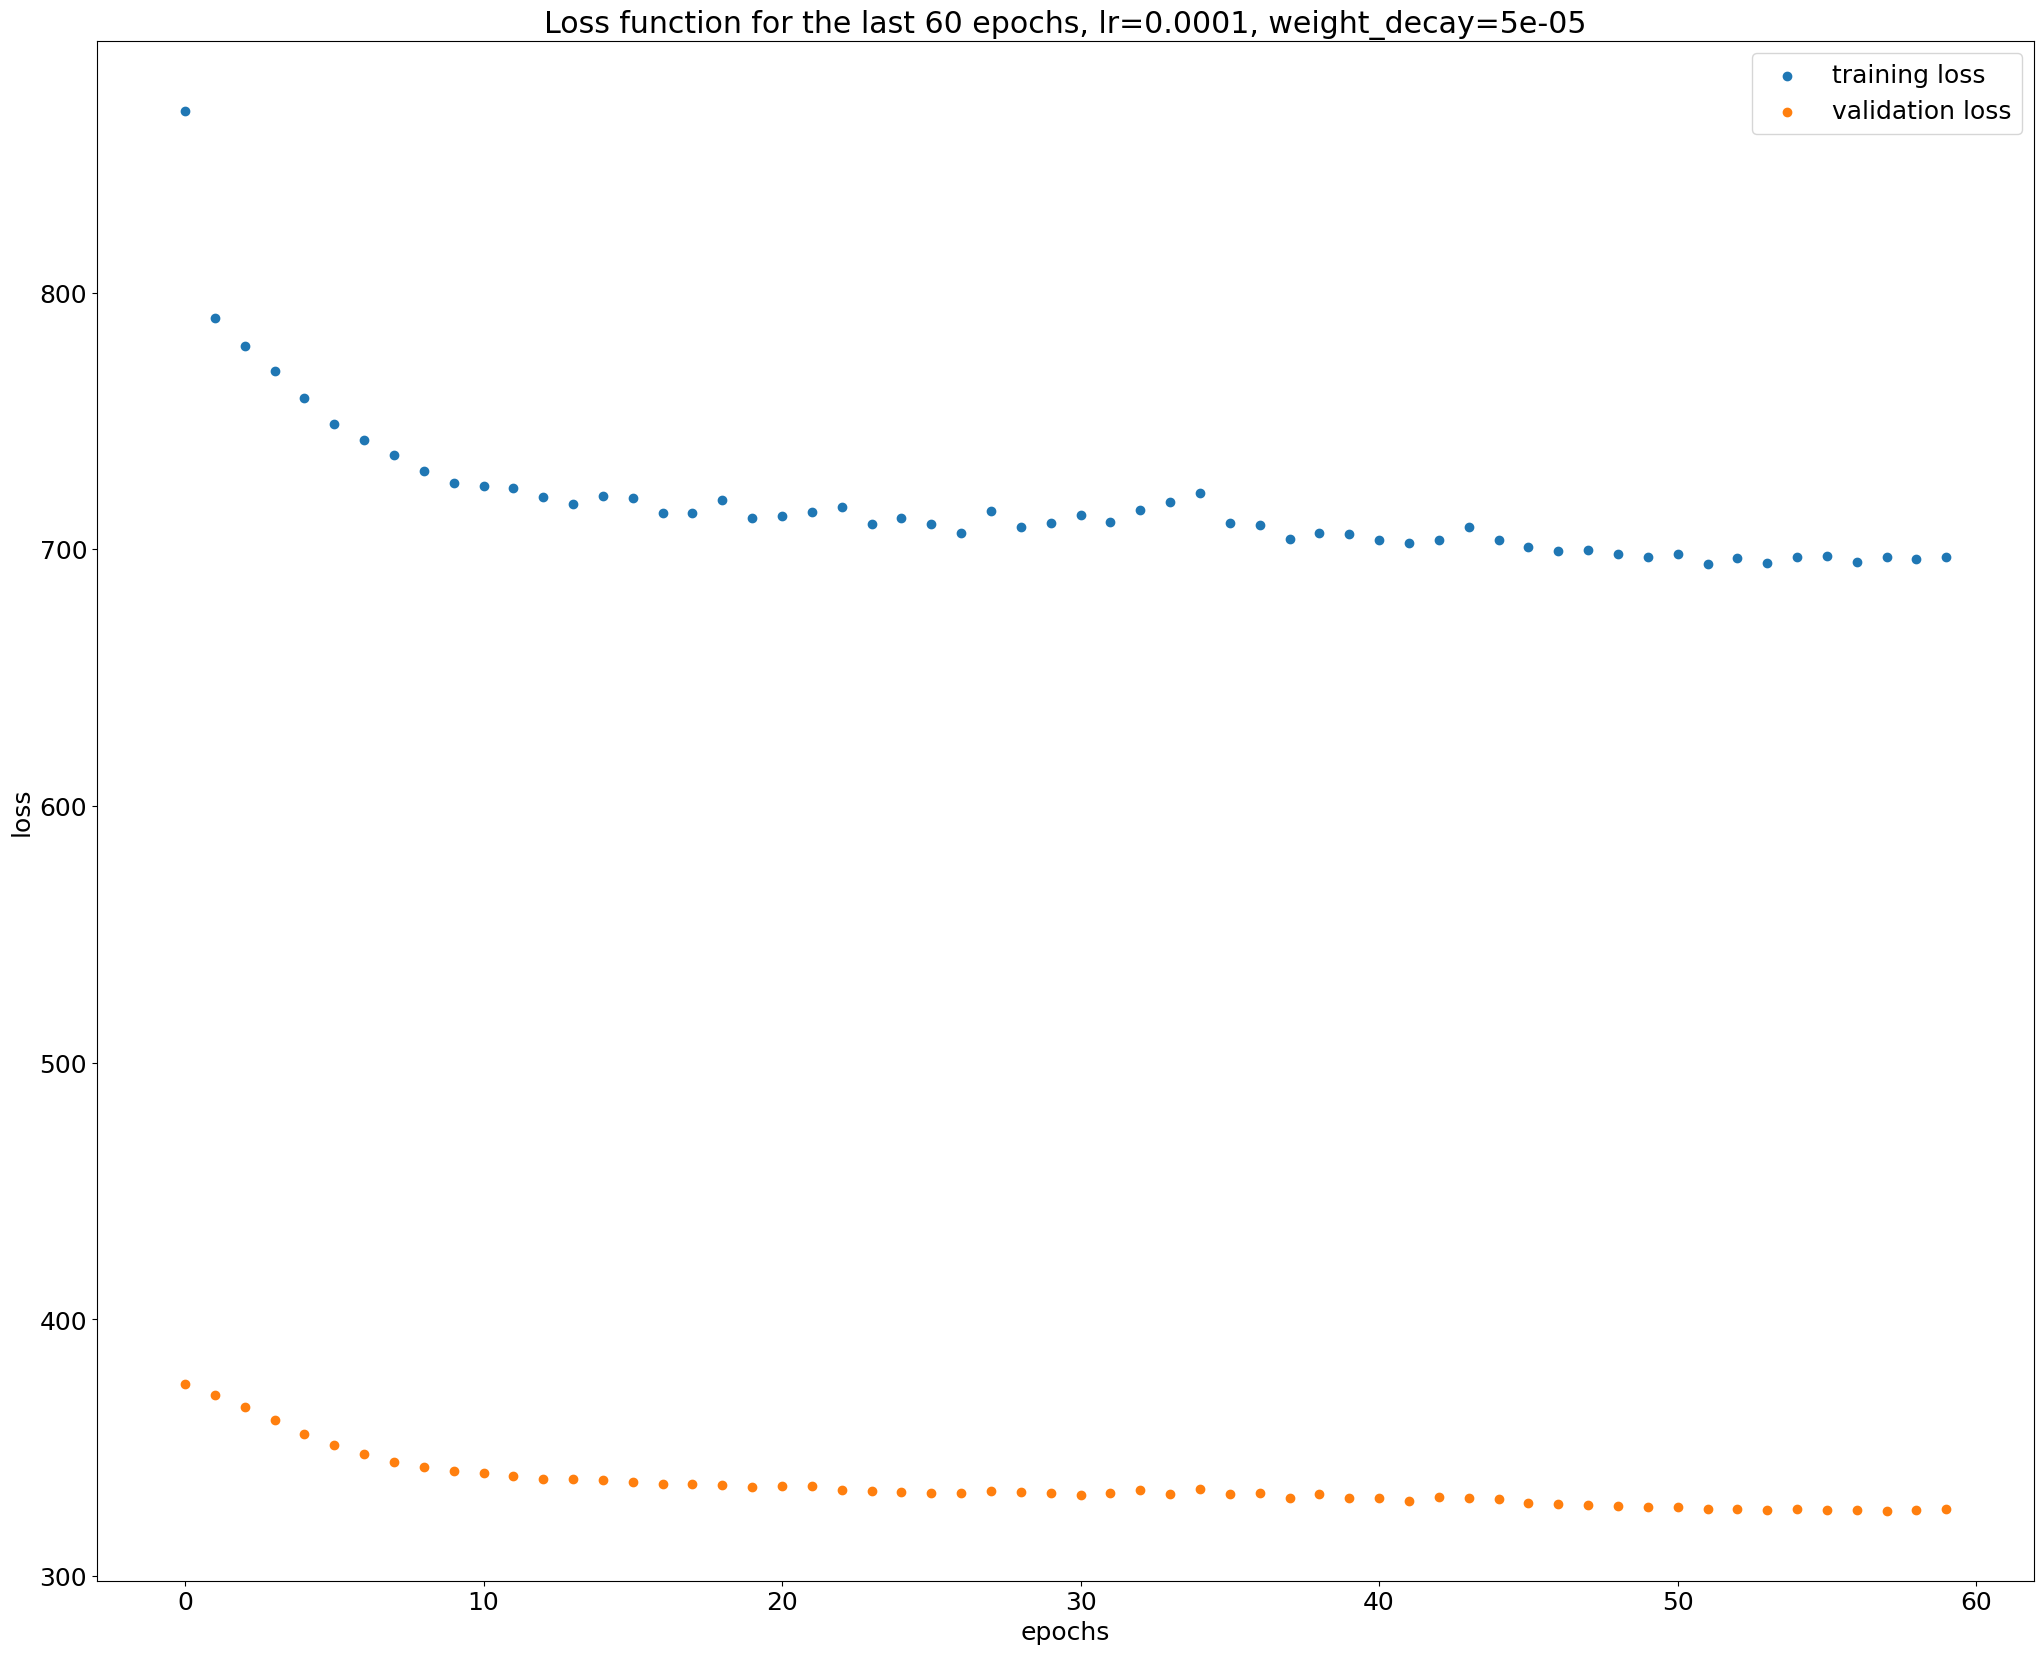 Loss function for the last 60 epochs, lr=0.0001, weight_decay=5e-05
training loss
validation loss
800
700
600
500
400
300
loss
0 10 20 30 40 50 60
epochs